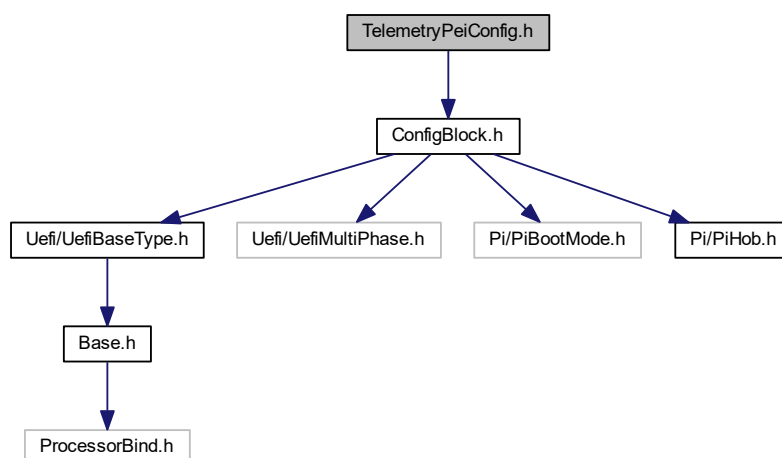 TelemetryPeiConfig.h
ConfigBlock.h
Uefi/UefiBaseType.h
Uefi/UefiMultiPhase.h
Pi/PiBootMode.h
Pi/PiHob.h
Base.h
ProcessorBind.h